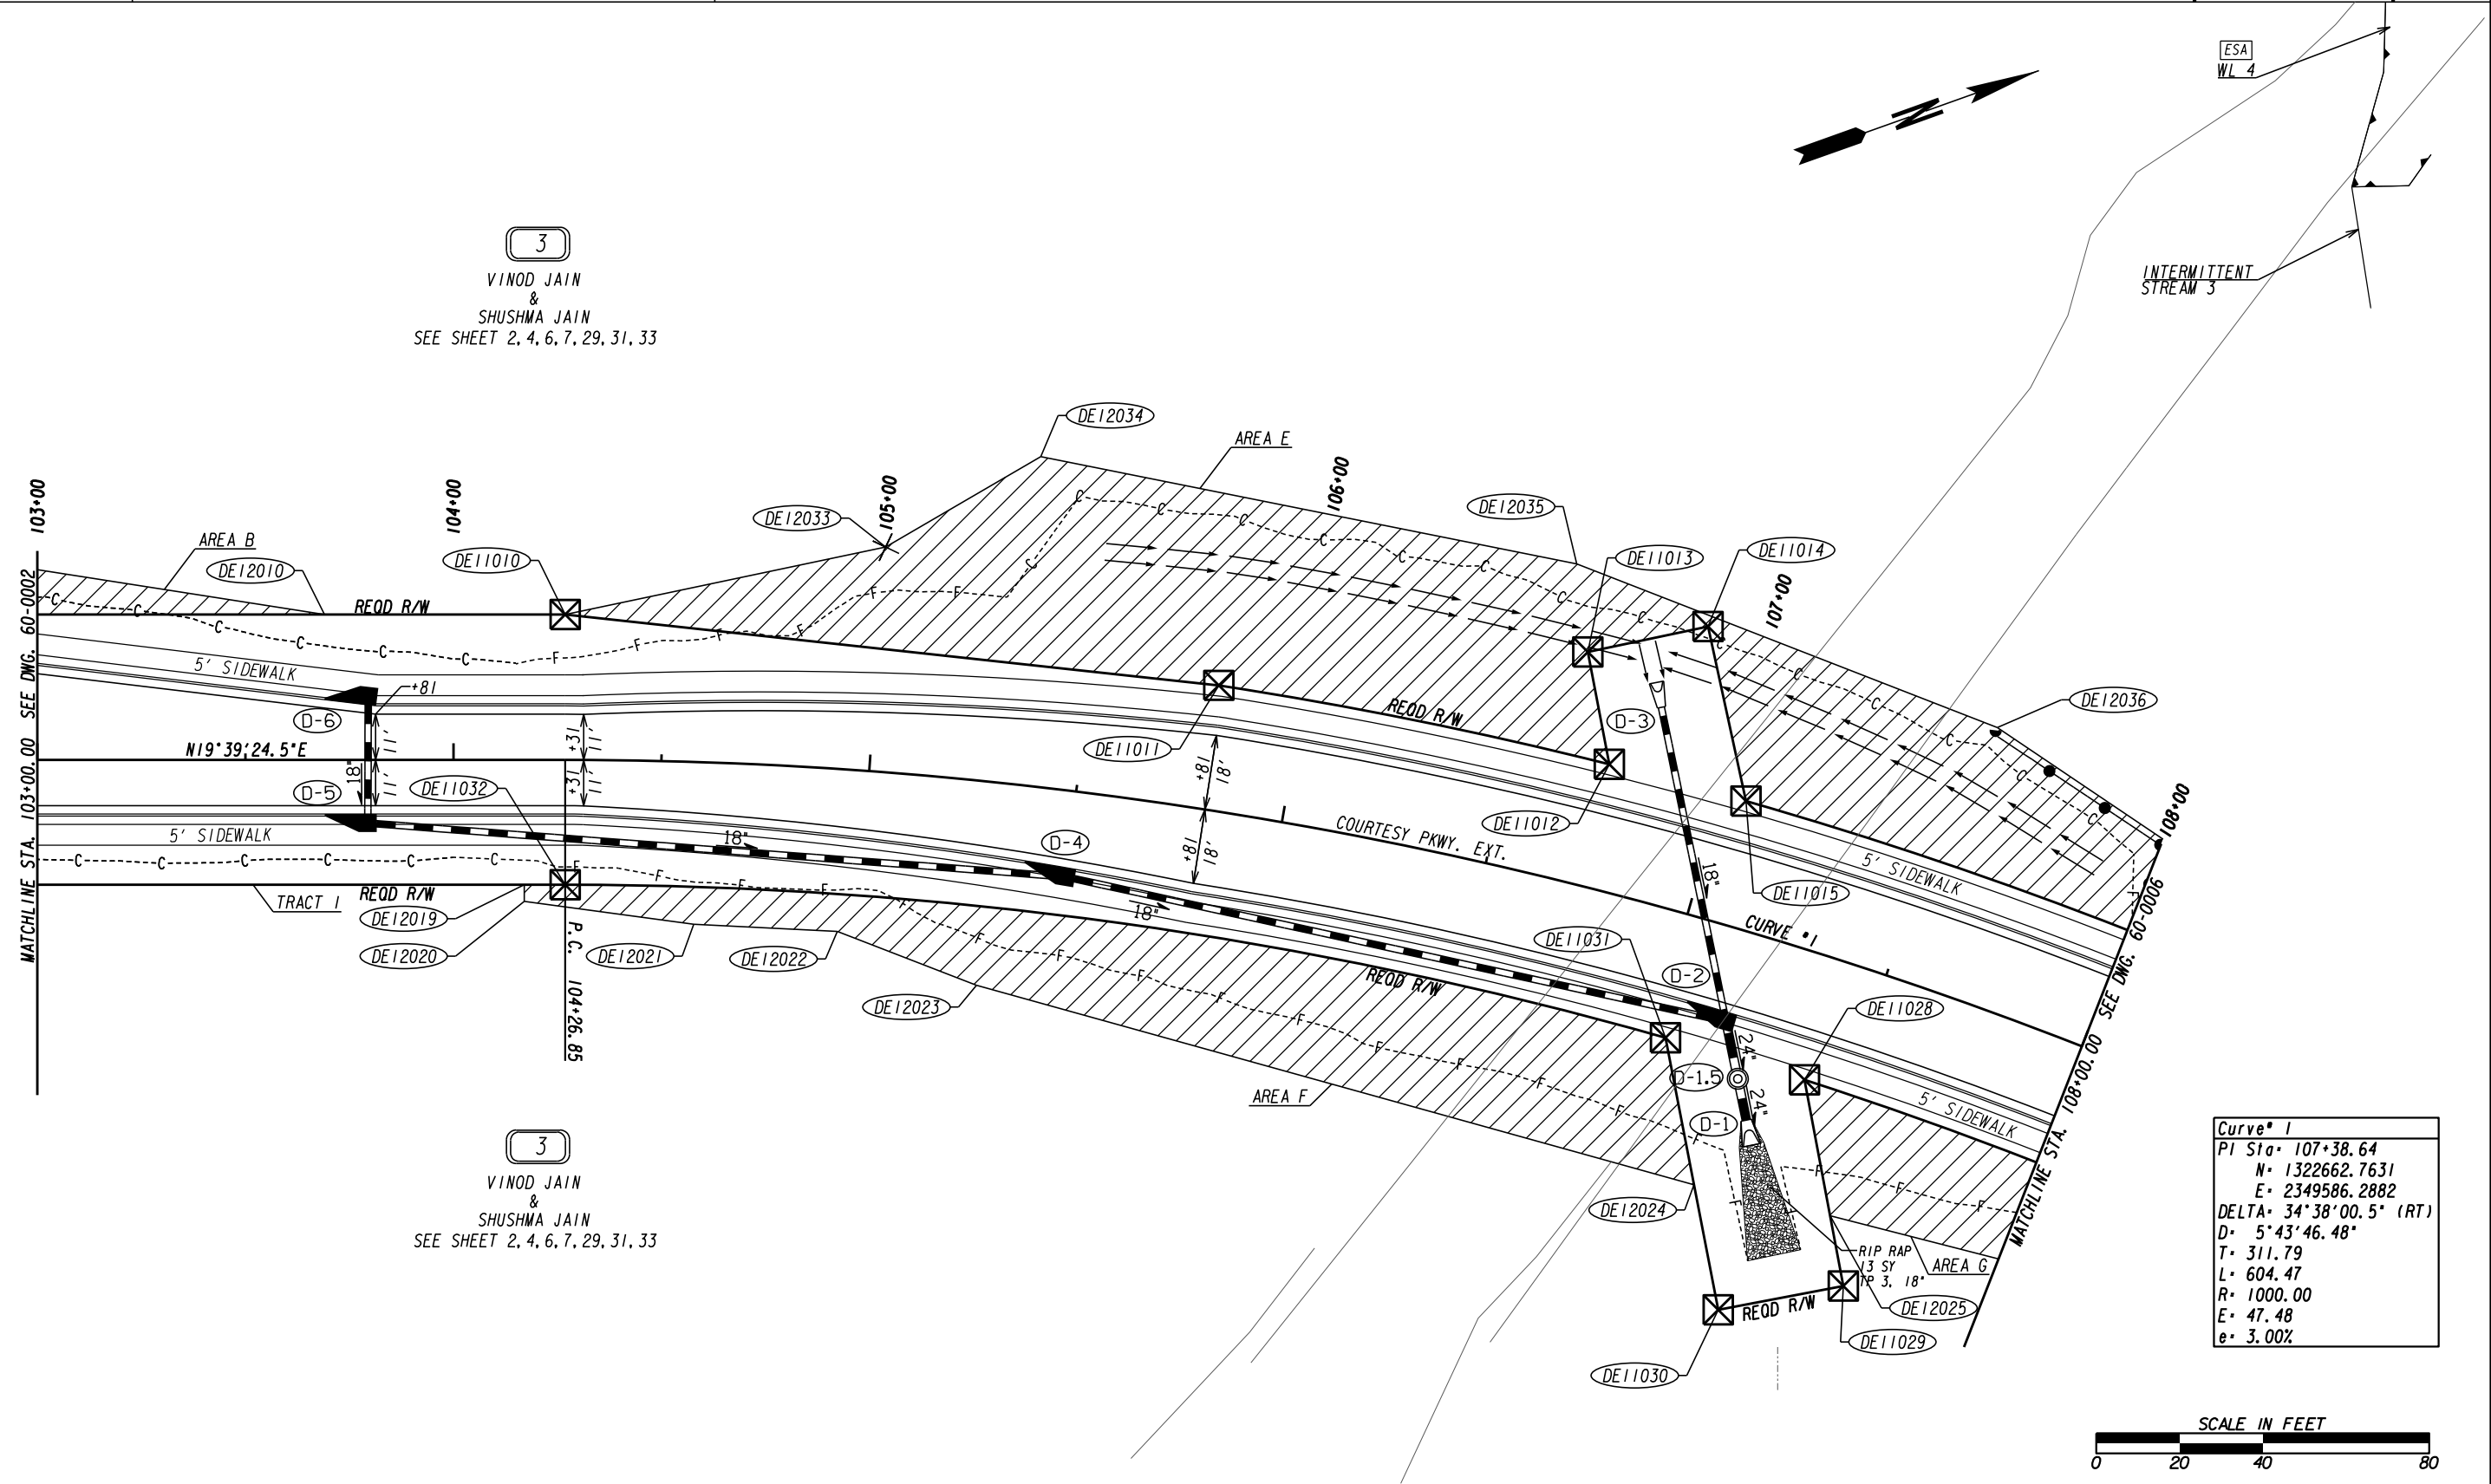 ESA
WL 4
N
INTERMITTENT
STREAM 3
3
VINOD JAIN
&
SHUSHMA JAIN
SEE SHEET 2, 4, 6, 7, 29, 31, 33
DE12034
AREA E
103+00
104+00
DE12033
105+00
106+00
DE12035
DE11013
DE11014
107+00
AREA B
DE12010
DE11010
REQD R/W
MATCHLINE STA. 103+00.00 SEE DWG. 60-0002
5' SIDEWALK
+81
D-6
11'
+31
11'
N19°39'24.5"E
DE11011
REQD R/W
D-3
DE12036
108+00
18"
D-5
11'
DE11032
+31
11'
+81
18'
DE11012
COURTESY PKWY. EXT.
5' SIDEWALK
5' SIDEWALK
18"
D-4
+81
18'
18"
DE11015
TRACT 1
REQD R/W
DE12019
18"
CURVE #1
DE12020
P.C. 104+26.85
DE12021
DE12022
DE12023
REQD R/W
DE11031
D-2
DE11028
24"
D-1.5
24"
D-1
AREA F
5' SIDEWALK
MATCHLINE STA. 108+00.00 SEE DWG. 60-0006
3
VINOD JAIN
&
SHUSHMA JAIN
SEE SHEET 2, 4, 6, 7, 29, 31, 33
DE12024
RIP RAP
13 SY
TP 3, 18"
AREA G
DE12025
REQD R/W
DE11029
DE11030
Curve# 1
PI Sta= 107+38.64
N= 1322662.7631
E= 2349586.2882
DELTA= 34°38'00.5" (RT)
D= 5°43'46.48"
T= 311.79
L= 604.47
R= 1000.00
E= 47.48
e= 3.00%
SCALE IN FEET
0 20 40 80
C C C C C C F F F F F F C C C C C C C C C C C C C C
C C C C C C F F F F F F F F F F F F F F F F F F